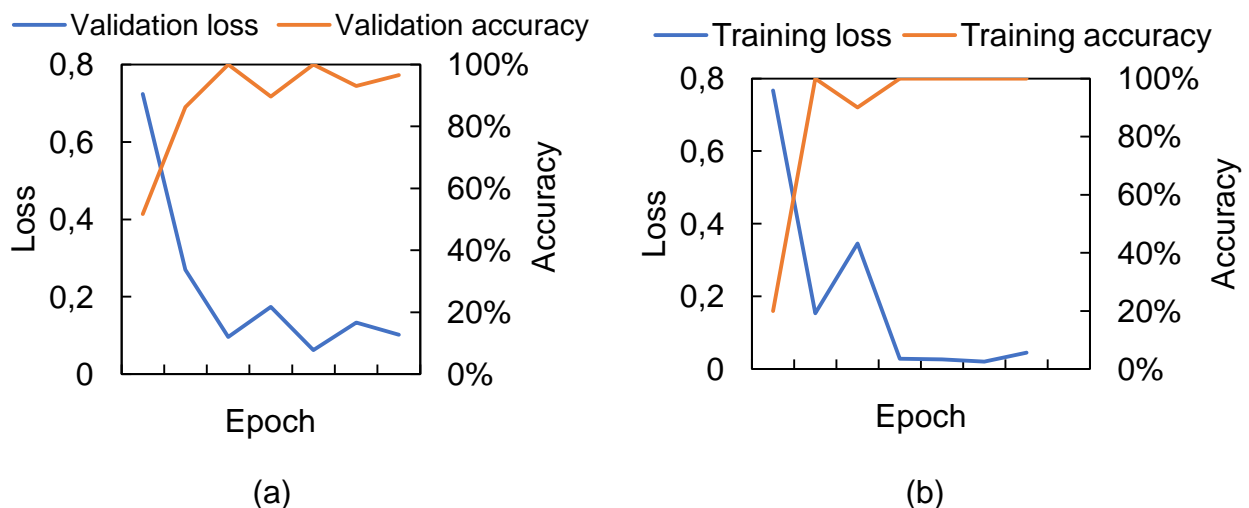 Validation loss Validation accuracy
0,8
0,6
0,4
0,2
0
Loss
100%
80%
60%
40%
20%
0%
Accuracy
Epoch
(a)
Training loss Training accuracy
0,8
0,6
0,4
0,2
0
Loss
100%
80%
60%
40%
20%
0%
Accuracy
Epoch
(b)